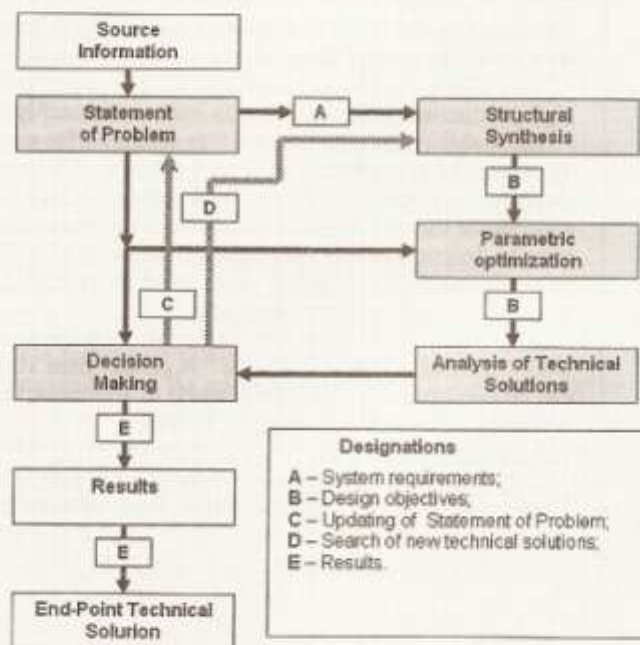 Source
Information
Statement
of Problem
A
Structural
Synthesis
B
D
Parametric
optimization
C
B
Decision
Making
Analysis of Technical
Solutions
E
Results
E
End-Point Technical
Solurion
Designations
A – System requirements;
B – Design objectives;
C – Updating of Statement of Problem;
D – Search of new technical solutions;
E – Results.